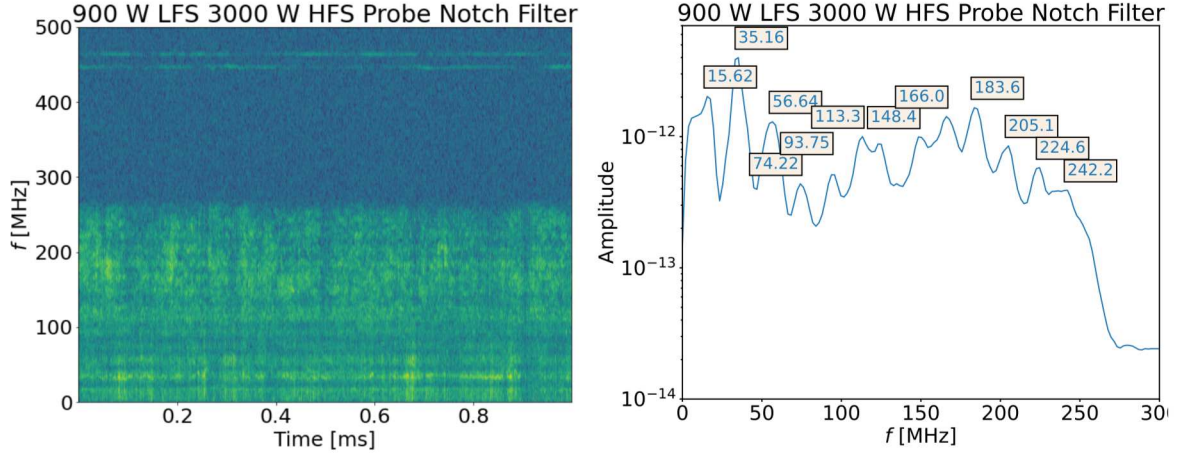 900 W LFS 3000 W HFS Probe Notch Filter
500
400
300
200
100
0
f [MHz]
0.2 0.4 0.6 0.8
Time [ms]
900 W LFS 3000 W HFS Probe Notch Filter
35.16
15.62
56.64
113.3
148.4
166.0
183.6
93.75
74.22
205.1
224.6
242.2
10−12
10−13
10−14
Amplitude
0 50 100 150 200 250 30
f [MHz]